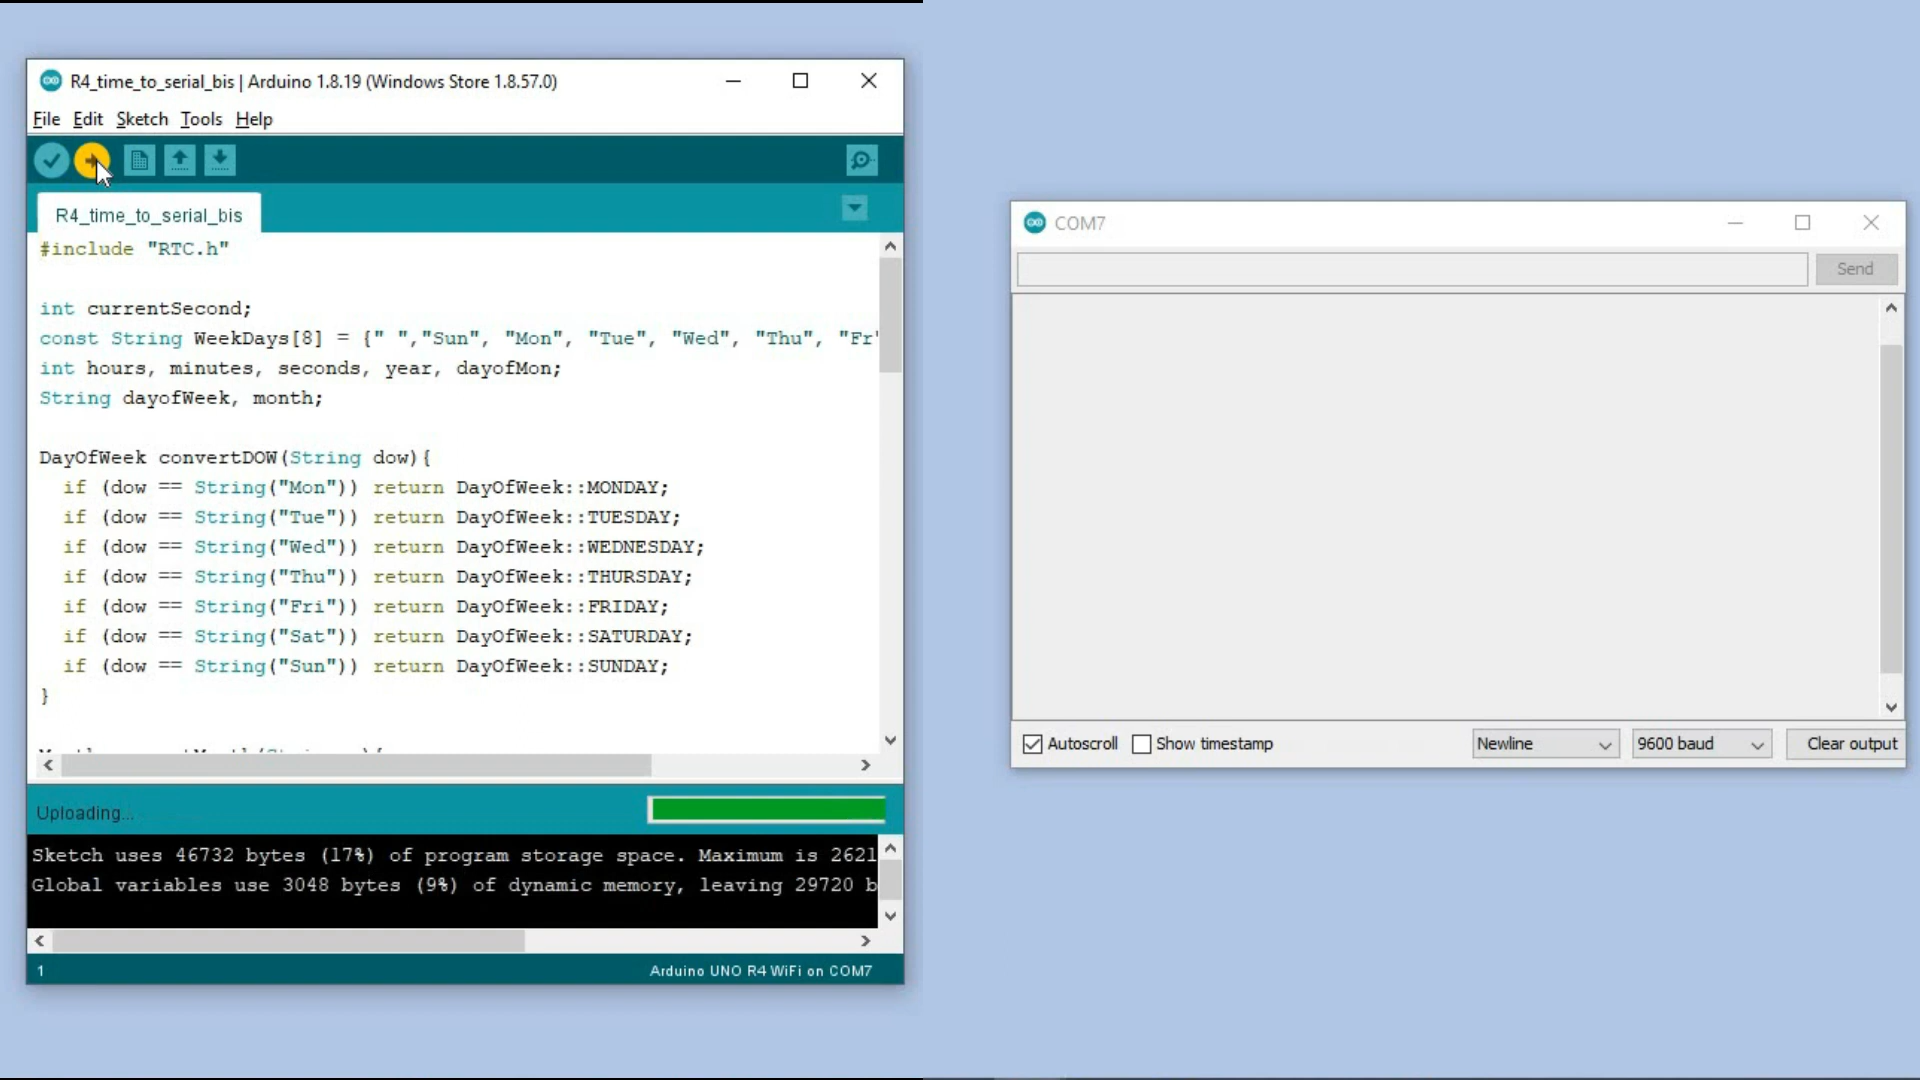 R4_time_to_serial_bis | Arduino 1.8.19 (Windows Store 1.8.57.0)
File Edit Sketch Tools Help
R4_time_to_serial_bis
#include "RTC.h"
int currentSecond;
const String WeekDays[8] = {" ","Sun", "Mon", "Tue", "Wed", "Thu", "Fr
int hours, minutes, seconds, year, dayofMon;
String dayofWeek, month;
DayOfWeek convertDOW(String dow){
if (dow == String("Mon")) return DayOfWeek::MONDAY;
if (dow == String("Tue")) return DayOfWeek::TUESDAY;
if (dow == String("Wed")) return DayOfWeek::WEDNESDAY;
if (dow == String("Thu")) return DayOfWeek::THURSDAY;
if (dow == String("Fri")) return DayOfWeek::FRIDAY;
if (dow == String("Sat")) return DayOfWeek::SATURDAY;
if (dow == String("Sun")) return DayOfWeek::SUNDAY;
}
Uploading...
Sketch uses 46732 bytes (17%) of program storage space. Maximum is 2621
Global variables use 3048 bytes (9%) of dynamic memory, leaving 29720 b
1
Arduino UNO R4 WiFi on COM7
COM7
Send
Autoscroll
Show timestamp
Newline
9600 baud
Clear output